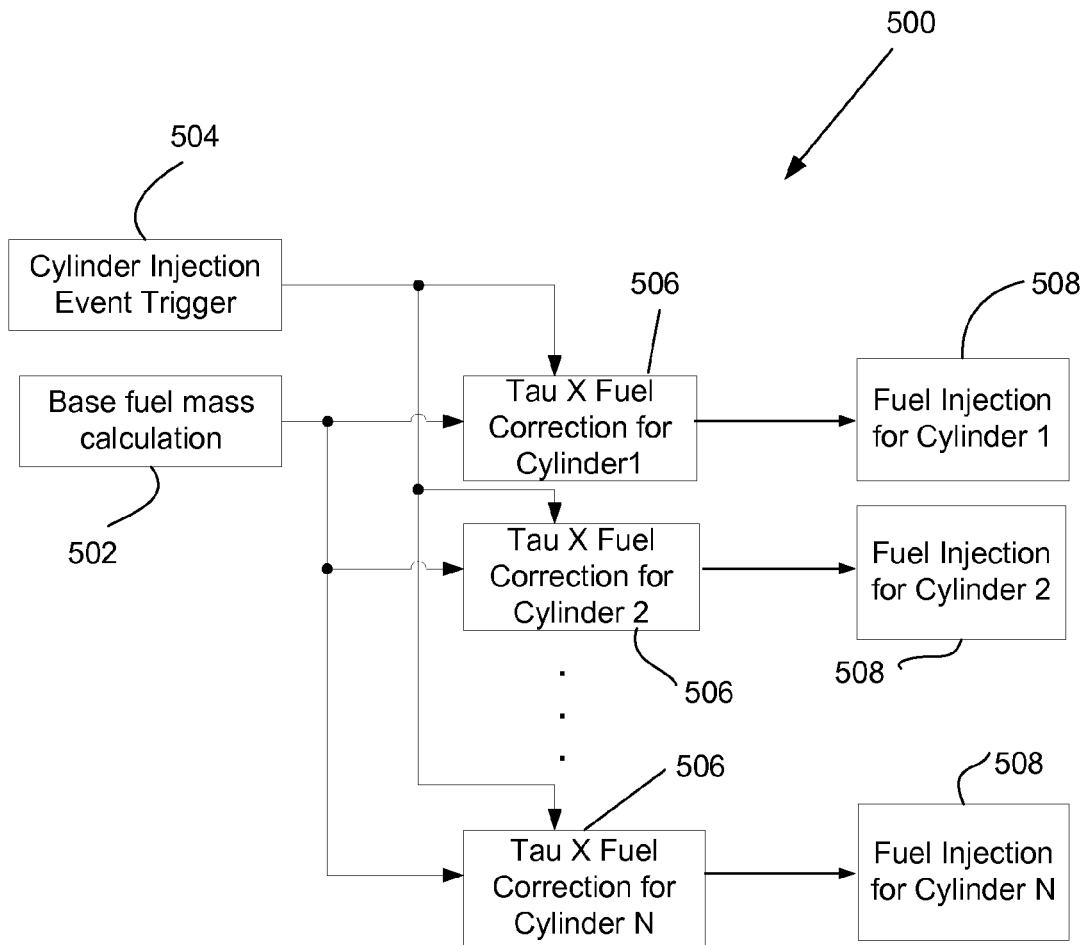 500
504
Cylinder Injection
Event Trigger
506
508
Base fuel mass
calculation
502
Tau X Fuel
Correction for
Cylinder1
Fuel Injection
for Cylinder 1
Tau X Fuel
Correction for
Cylinder 2
506
Fuel Injection
for Cylinder 2
508
.
.
.
506
508
Tau X Fuel
Correction for
Cylinder N
Fuel Injection
for Cylinder N